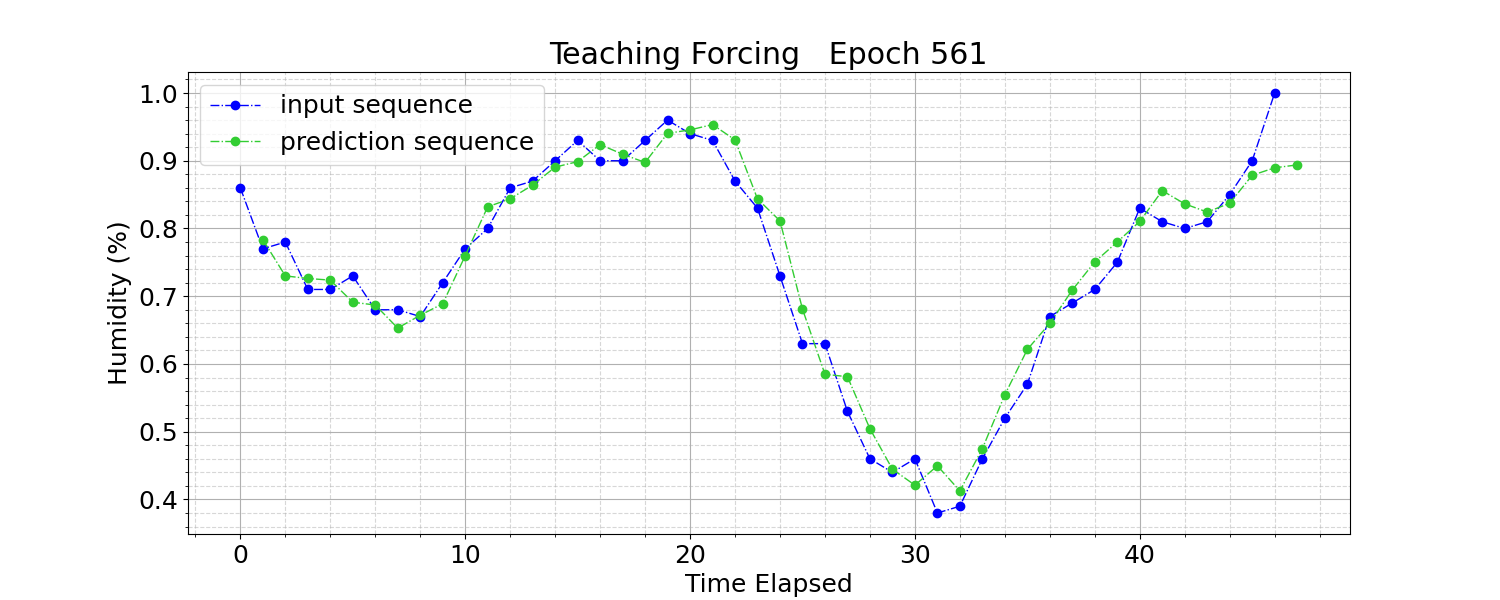 Teaching Forcing   Epoch 561
input sequence
prediction sequence
1.0
0.9
0.8
0.7
0.6
0.5
0.4
Humidity (%)
0 10 20 30 40
Time Elapsed